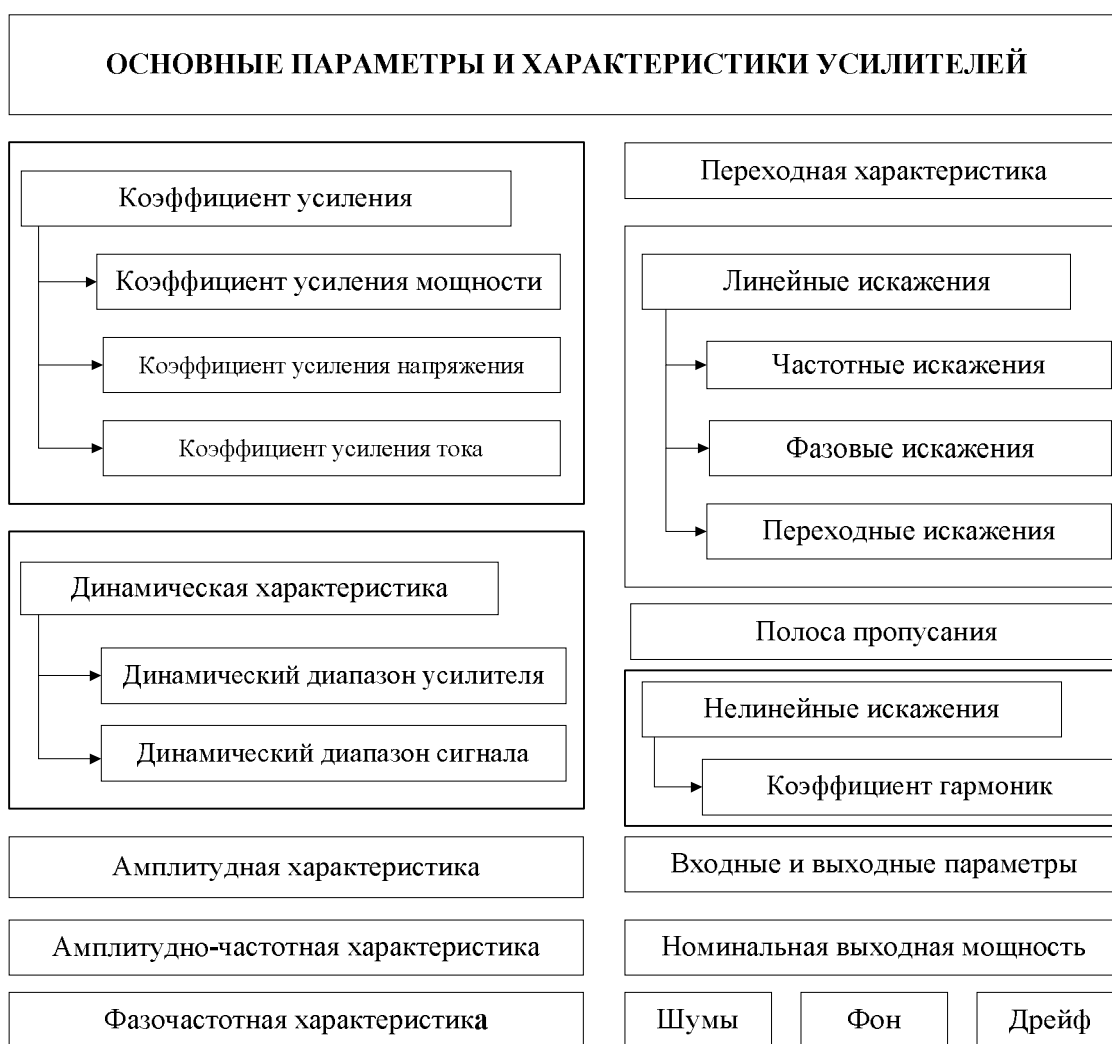 ОСНОВНЫЕ ПАРАМЕТРЫ И ХАРАКТЕРИСТИКИ УСИЛИТЕЛЕЙ
Коэффициент усиления
Коэффициент усиления мощности
Коэффициент усиления напряжения
Коэффициент усиления тока
Динамическая характеристика
Динамический диапазон усилителя
Динамический диапазон сигнала
Амплитудная характеристика
Амплитудно-частотная характеристика
Фазочастотная характеристика
Переходная характеристика
Линейные искажения
Частотные искажения
Фазовые искажения
Переходные искажения
Полоса пропусания
Нелинейные искажения
Коэффициент гармоник
Входные и выходные параметры
Номинальная выходная мощность
Шумы
Фон
Дрейф